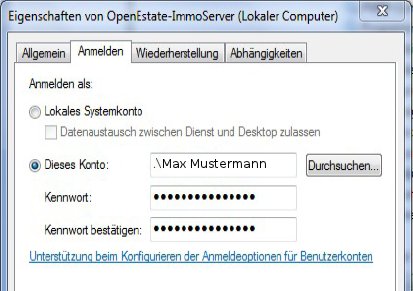 Eigenschaften von OpenEstate-ImmoServer (Lokaler Computer)
Allgemein Anmelden Wiederherstellung Abhängigkeiten
Anmelden als:
Lokales Systemkonto
Datenaustausch zwischen Dienst und Desktop zulassen
Dieses Konto: .\Max Mustermann Durchsuchen...
Kennwort: •••••••••••••••
Kennwort bestätigen: •••••••••••••••
Unterstützung beim Konfigurieren der Anmeldeoptionen für Benutzerkonten